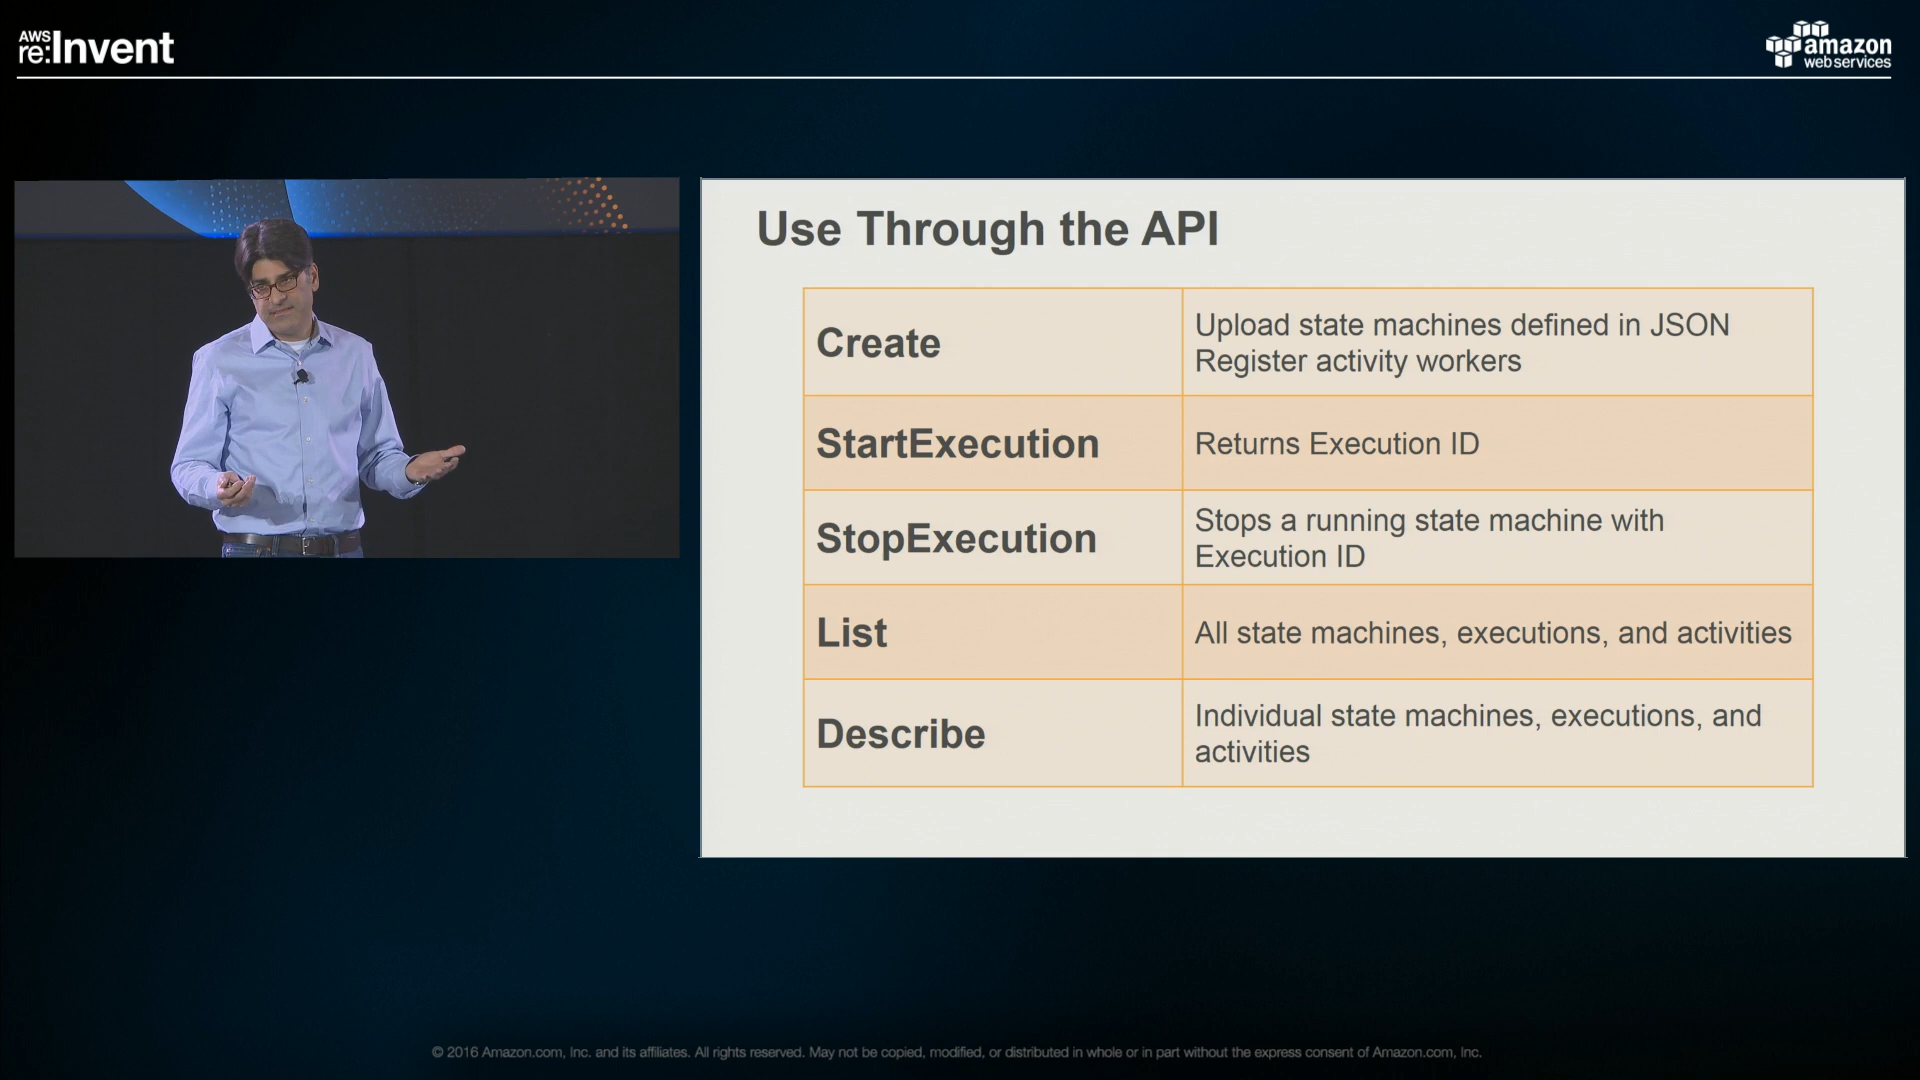 AWS
re:Invent
amazon
web services
Use Through the API
Create
Upload state machines defined in JSON
Register activity workers
StartExecution
Returns Execution ID
StopExecution
Stops a running state machine with
Execution ID
List
All state machines, executions, and activities
Describe
Individual state machines, executions, and
activities
© 2016 Amazon.com, Inc. and its affiliates. All rights reserved. May not be copied, modified, or distributed in whole or in part without the express consent of Amazon.com, Inc.